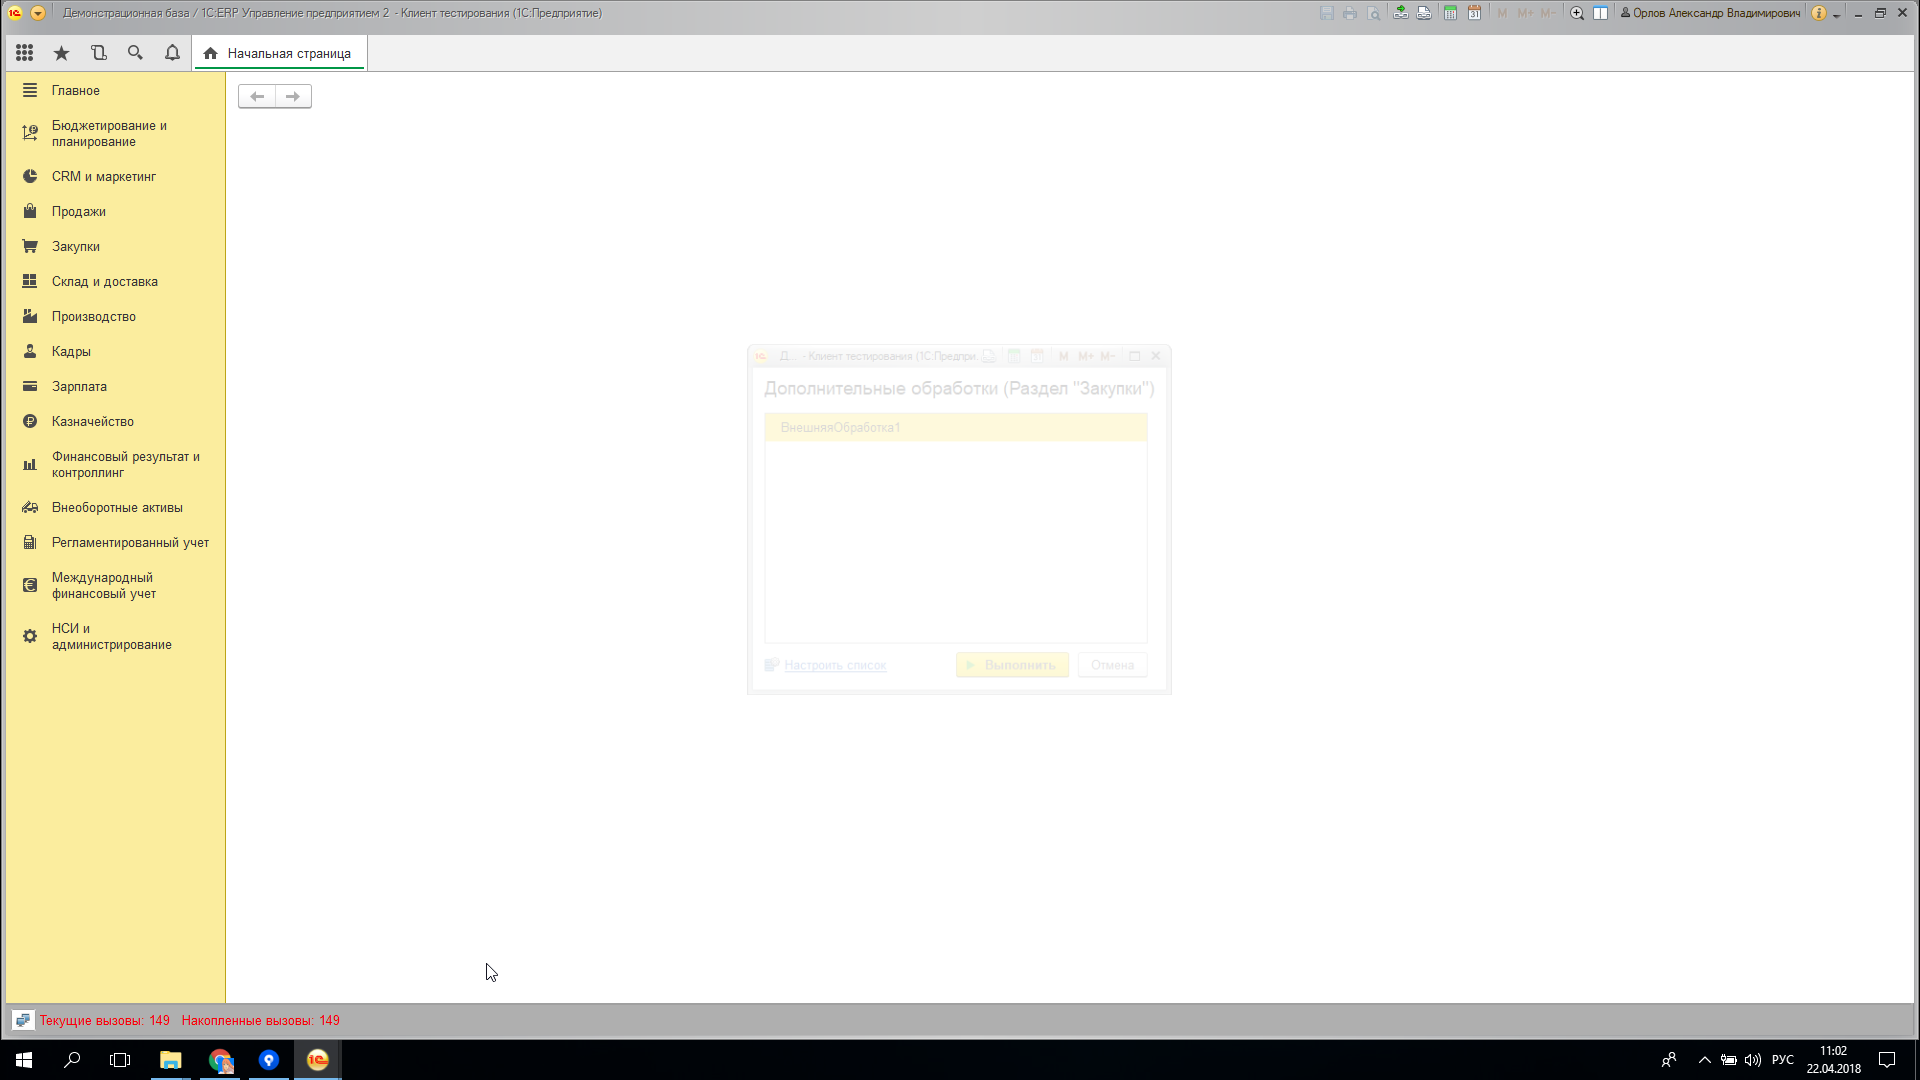 Демонстрационная база / 1С:ERP Управление предприятием 2 - Клиент тестирования (1С:Предприятие)
M M+ M-
Орлов Александр Владимирович
Начальная страница
Главное
Бюджетирование и
планирование
CRM и маркетинг
Продажи
Закупки
Склад и доставка
Производство
Кадры
Зарплата
Казначейство
Финансовый результат и
контроллинг
Внеоборотные активы
Регламентированный учет
Международный
финансовый учет
НСИ и
администрирование
Д... - Клиент тестирования (1С:Предпри.
M M+ M-
Дополнительные обработки (Раздел "Закупки")
ВнешняяОбработка1
Настроить список
Выполнить
Отмена
Текущие вызовы: 149 Накопленные вызовы: 149
РУС
11:02
22.04.2018